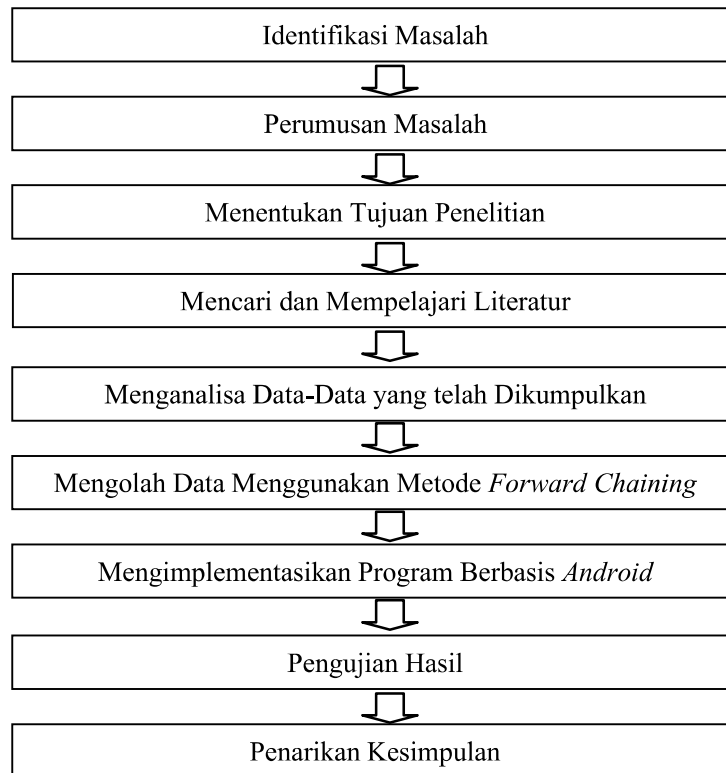 Identifikasi Masalah
Perumusan Masalah
Menentukan Tujuan Penelitian
Mencari dan Mempelajari Literatur
Menganalisa Data-Data yang telah Dikumpulkan
Mengolah Data Menggunakan Metode Forward Chaining
Mengimplementasikan Program Berbasis Android
Pengujian Hasil
Penarikan Kesimpulan